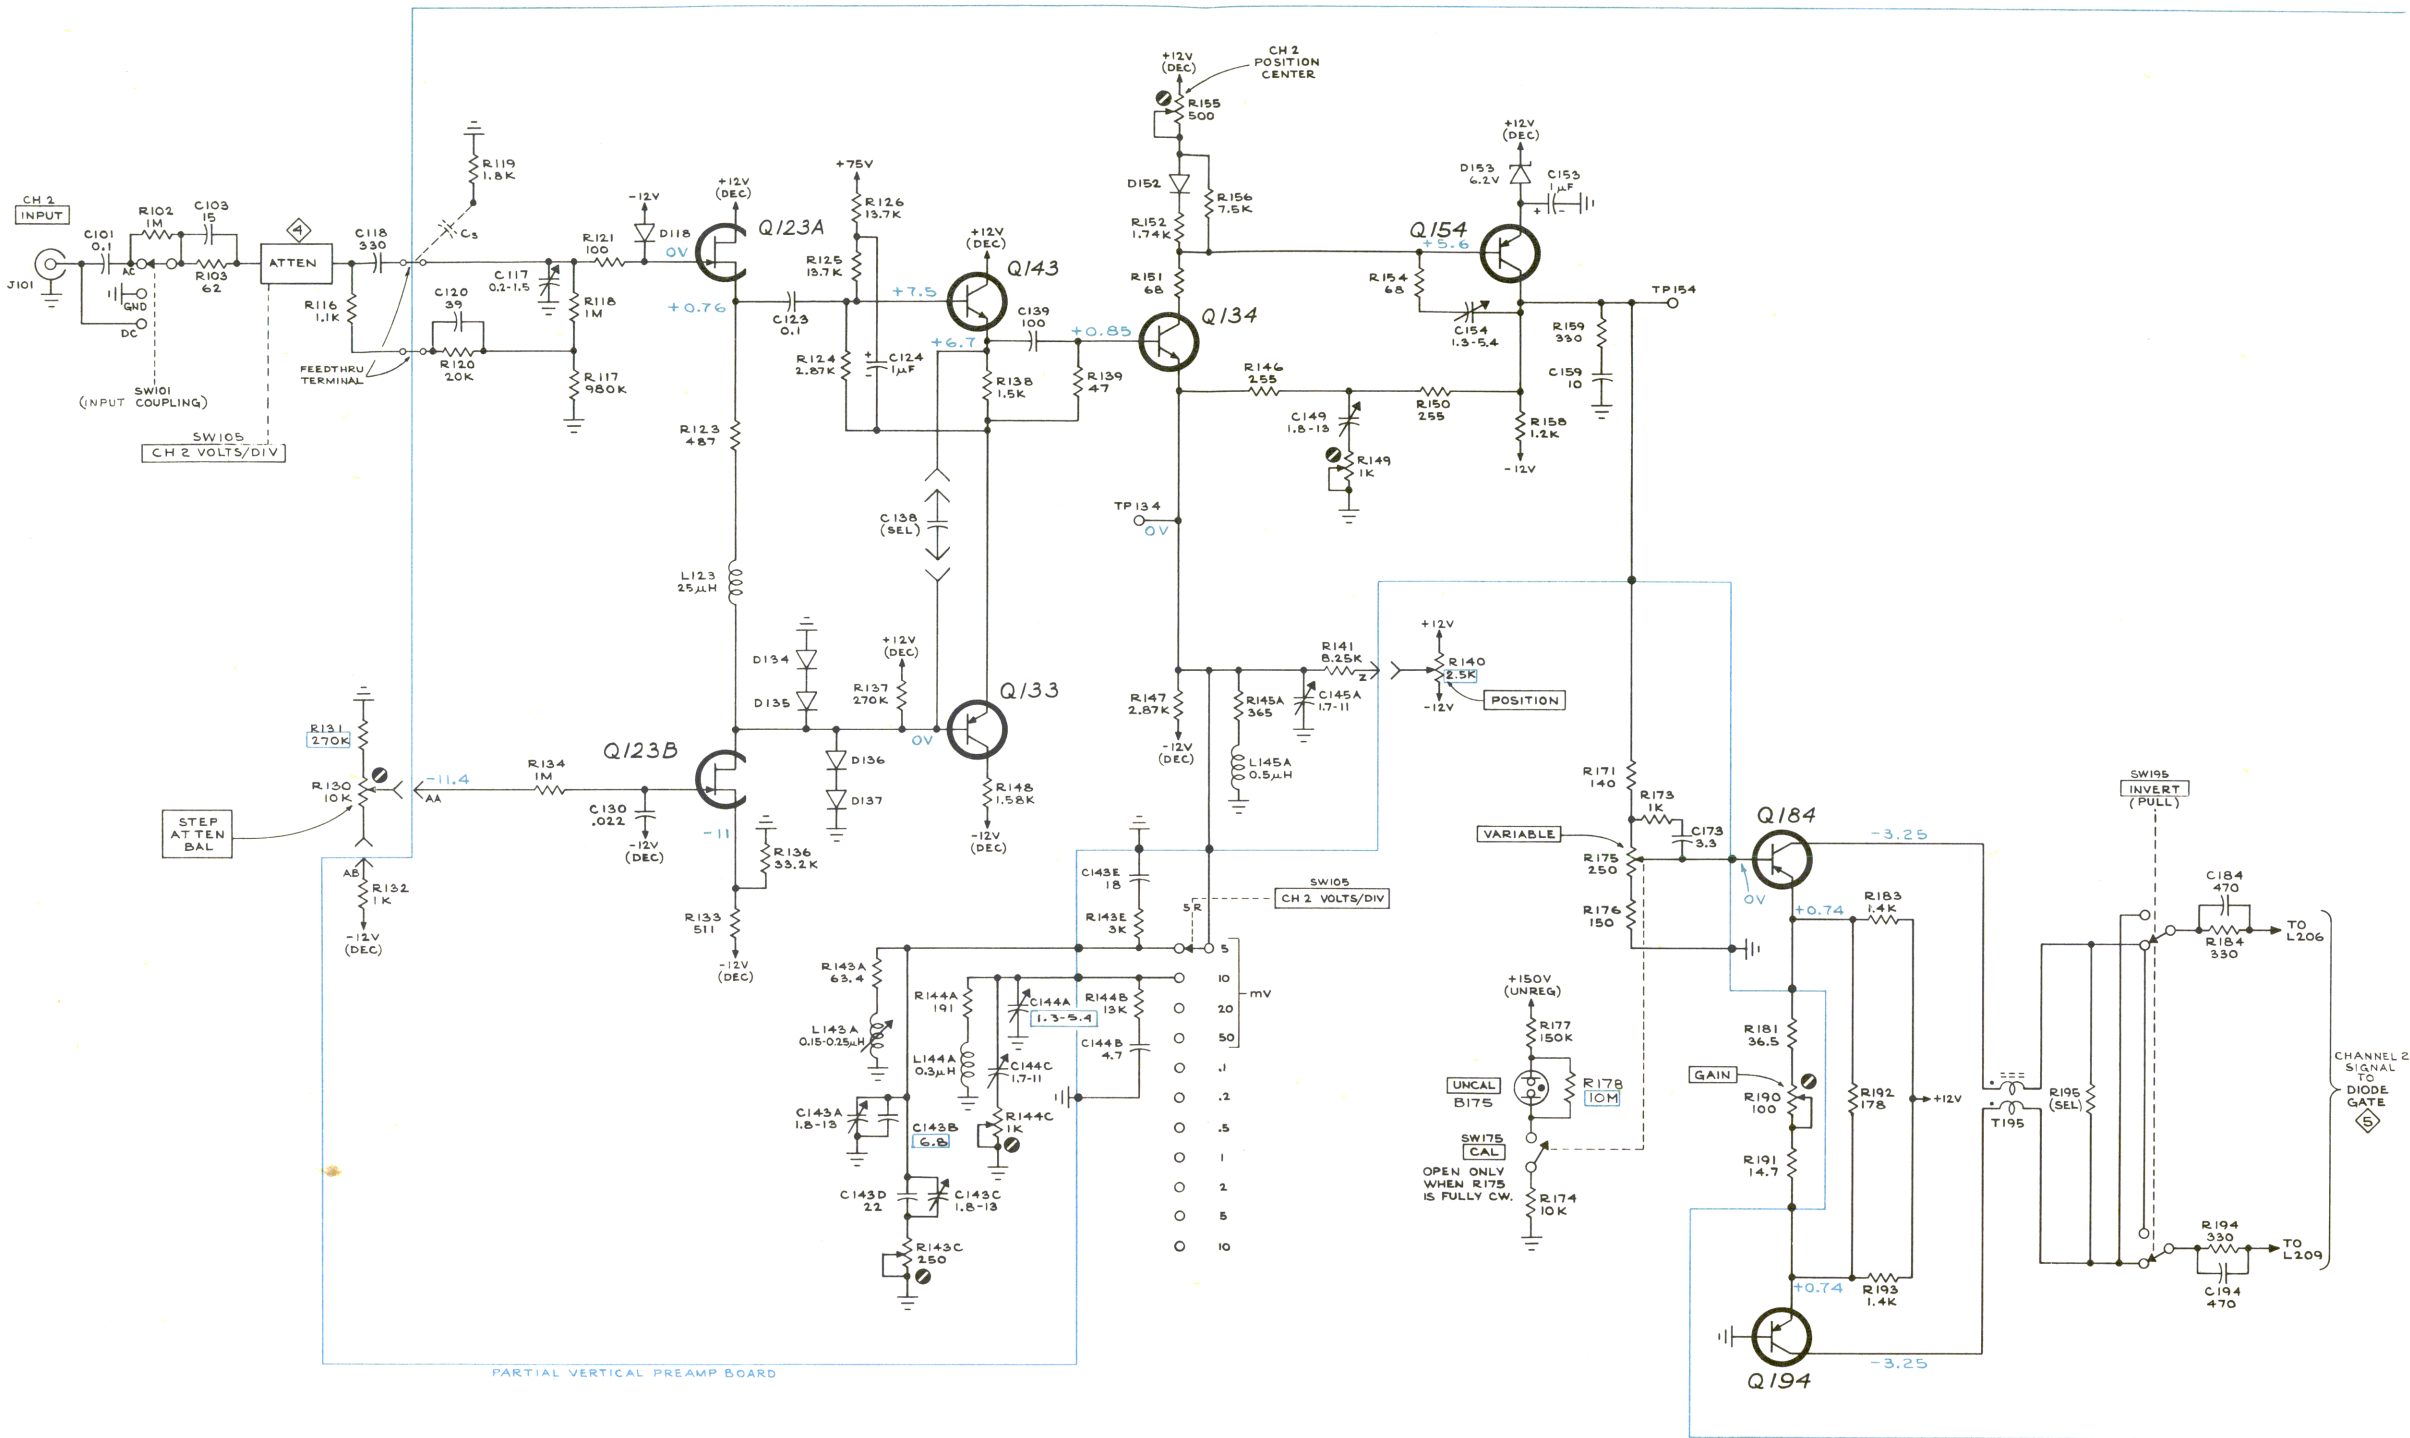 CH 2
INPUT
J101
C101
0.1
R102
1M
C103
15
AC
GND
DC
R103
62
SW101
(INPUT COUPLING)
SW105
CH 2 VOLTS/DIV
4
ATTEN
C118
330
R116
1.1K
FEEDTHRU
TERMINAL
C120
39
R120
20K
R119
1.8K
Cs
C117
0.2-1.5
R118
1M
R117
980K
R121
100
-12V
D118
0V
+12V
(DEC)
Q123A
+0.76
C123
0.1
R123
487
L123
25µH
+75V
R126
13.7K
R125
13.7K
R124
2.87K
C124
1µF
+
+7.5
+12V
(DEC)
Q143
+6.7
C139
100
R138
1.5K
R139
47
+0.85
C138
(SEL)
+12V
(DEC)
CH 2
POSITION
CENTER
R155
500
D152
R156
7.5K
R152
1.74K
R151
68
Q134
+12V
(DEC)
D153
6.2V
C153
1µF
+ -
Q154
+5.6
R154
68
C154
1.3-5.4
TP154
R159
330
C159
10
R146
255
R150
255
C149
1.8-13
R149
1K
R158
1.2K
-12V
TP134
0V
R131
270K
R130
10K
STEP
ATTEN
BAL
-11.4
AA
AB
R132
1K
-12V
(DEC)
R134
1M
C130
.022
-12V
(DEC)
Q123B
-11
R136
33.2K
R133
511
-12V
(DEC)
D134
D135
D136
D137
+12V
(DEC)
R137
270K
0V
Q133
R148
1.58K
-12V
(DEC)
R147
2.87K
-12V
(DEC)
R145A
365
L145A
0.5µH
C145A
1.7-11
R141
8.25K
Z
+12V
R140
2.5K
-12V
POSITION
C143E
18
R143E
3K
SW105
CH 2 VOLTS/DIV
5R
5
10
20
50
mV
.1
.2
.5
1
2
5
10
R143A
63.4
L143A
0.15-0.25µH
C143A
1.8-13
C143B
6.8
C143D
22
C143C
1.8-13
R143C
250
R144A
191
L144A
0.3µH
C144A
1.3-5.4
C144C
1.7-11
R144C
1K
R144B
13K
C144B
4.7
R171
140
R173
1K
C173
3.3
VARIABLE
R175
250
R176
150
0V
Q184
-3.25
+0.74
R183
1.4K
R181
36.5
GAIN
R190
100
R191
14.7
R192
178
+12V
+0.74
R193
1.4K
Q194
-3.25
+150V
(UNREG)
R177
150K
UNCAL
B175
R178
10M
SW175
CAL
OPEN ONLY
WHEN R175
IS FULLY CW.
R174
10K
T195
R195
(SEL)
SW195
INVERT
(PULL)
C184
470
R184
330
TO
L206
R194
330
C194
470
TO
L209
CHANNEL 2
SIGNAL
TO
DIODE
GATE
5
PARTIAL VERTICAL PREAMP BOARD